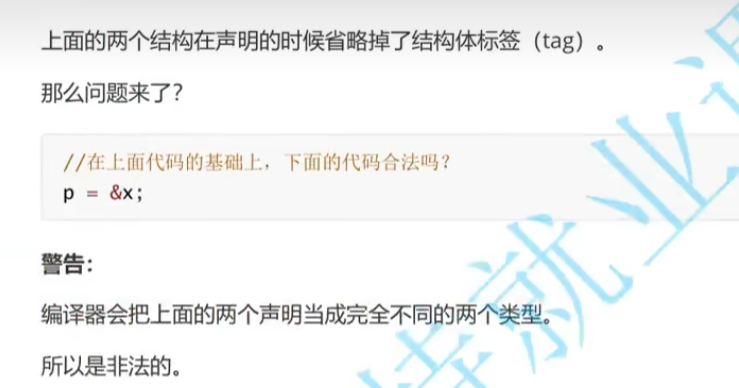 上面的两个结构在声明的时候省略掉了结构体标签（tag）。
那么问题来了？
//在上面代码的基础上，下面的代码合法吗？
p = &x;
警告：
编译器会把上面的两个声明当成完全不同的两个类型。
所以是非法的。
特就业课